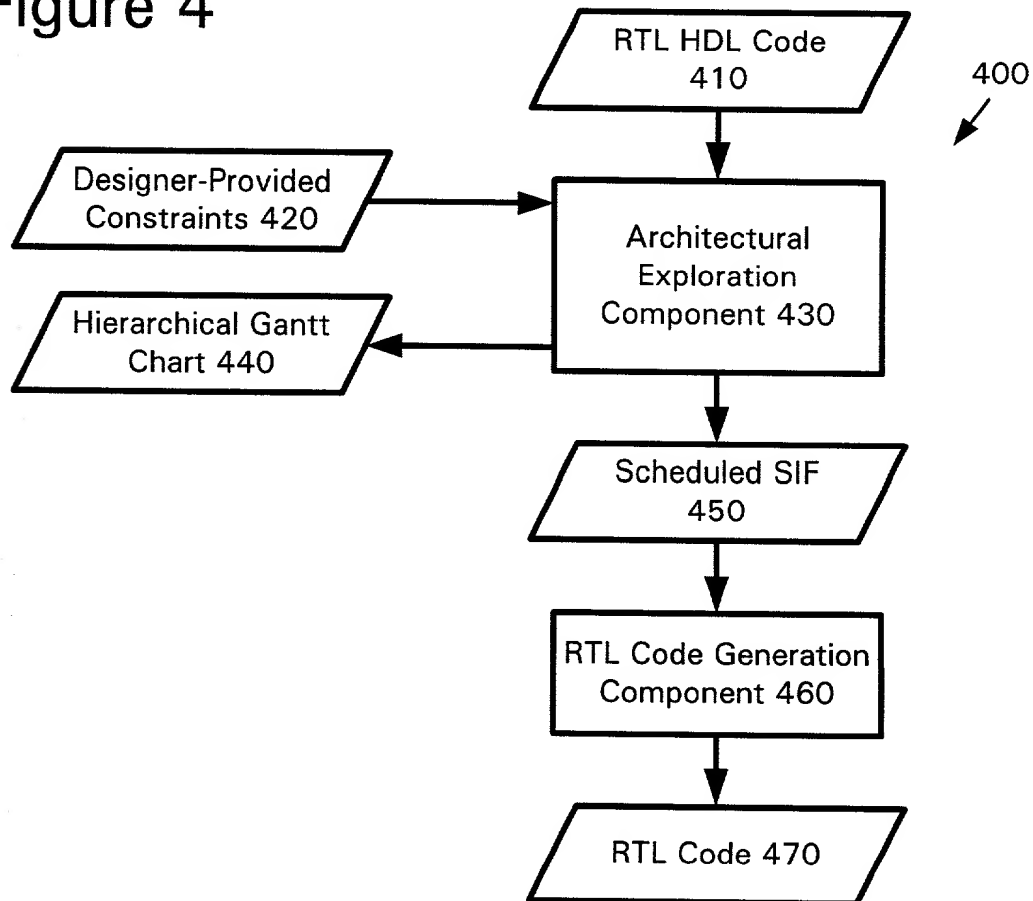 Figure 4
RTL HDL Code
410
400
Designer-Provided
Constraints 420
Architectural
Exploration
Component 430
Hierarchical Gantt
Chart 440
Scheduled SIF
450
RTL Code Generation
Component 460
RTL Code 470